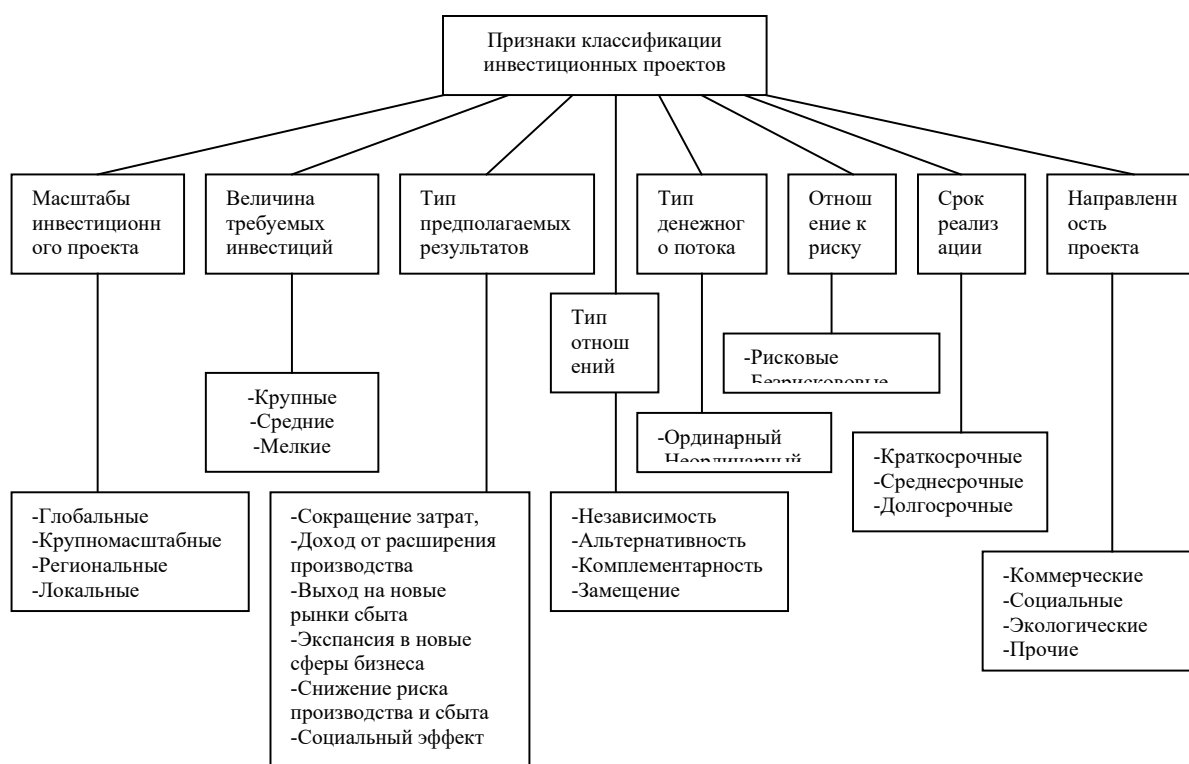 Признаки классификации
инвестиционных проектов
Масштабы
инвестиционн
ого проекта
Величина
требуемых
инвестиций
Тип
предполагаемых
результатов
Тип
отнош
ений
Тип
денежног
о потока
Отнош
ение к
риску
Срок
реализ
ации
Направленн
ость
проекта
-Глобальные
-Крупномасштабные
-Региональные
-Локальные
-Крупные
-Средние
-Мелкие
-Сокращение затрат,
-Доход от расширения
производства
-Выход на новые
рынки сбыта
-Экспансия в новые
сферы бизнеса
-Снижение риска
производства и сбыта
-Социальный эффект
-Независимость
-Альтернативность
-Комплементарность
-Замещение
-Ординарный
-Неординарный
-Рисковые
-Безрискововые
-Краткосрочные
-Среднесрочные
-Долгосрочные
-Коммерческие
-Социальные
-Экологические
-Прочие